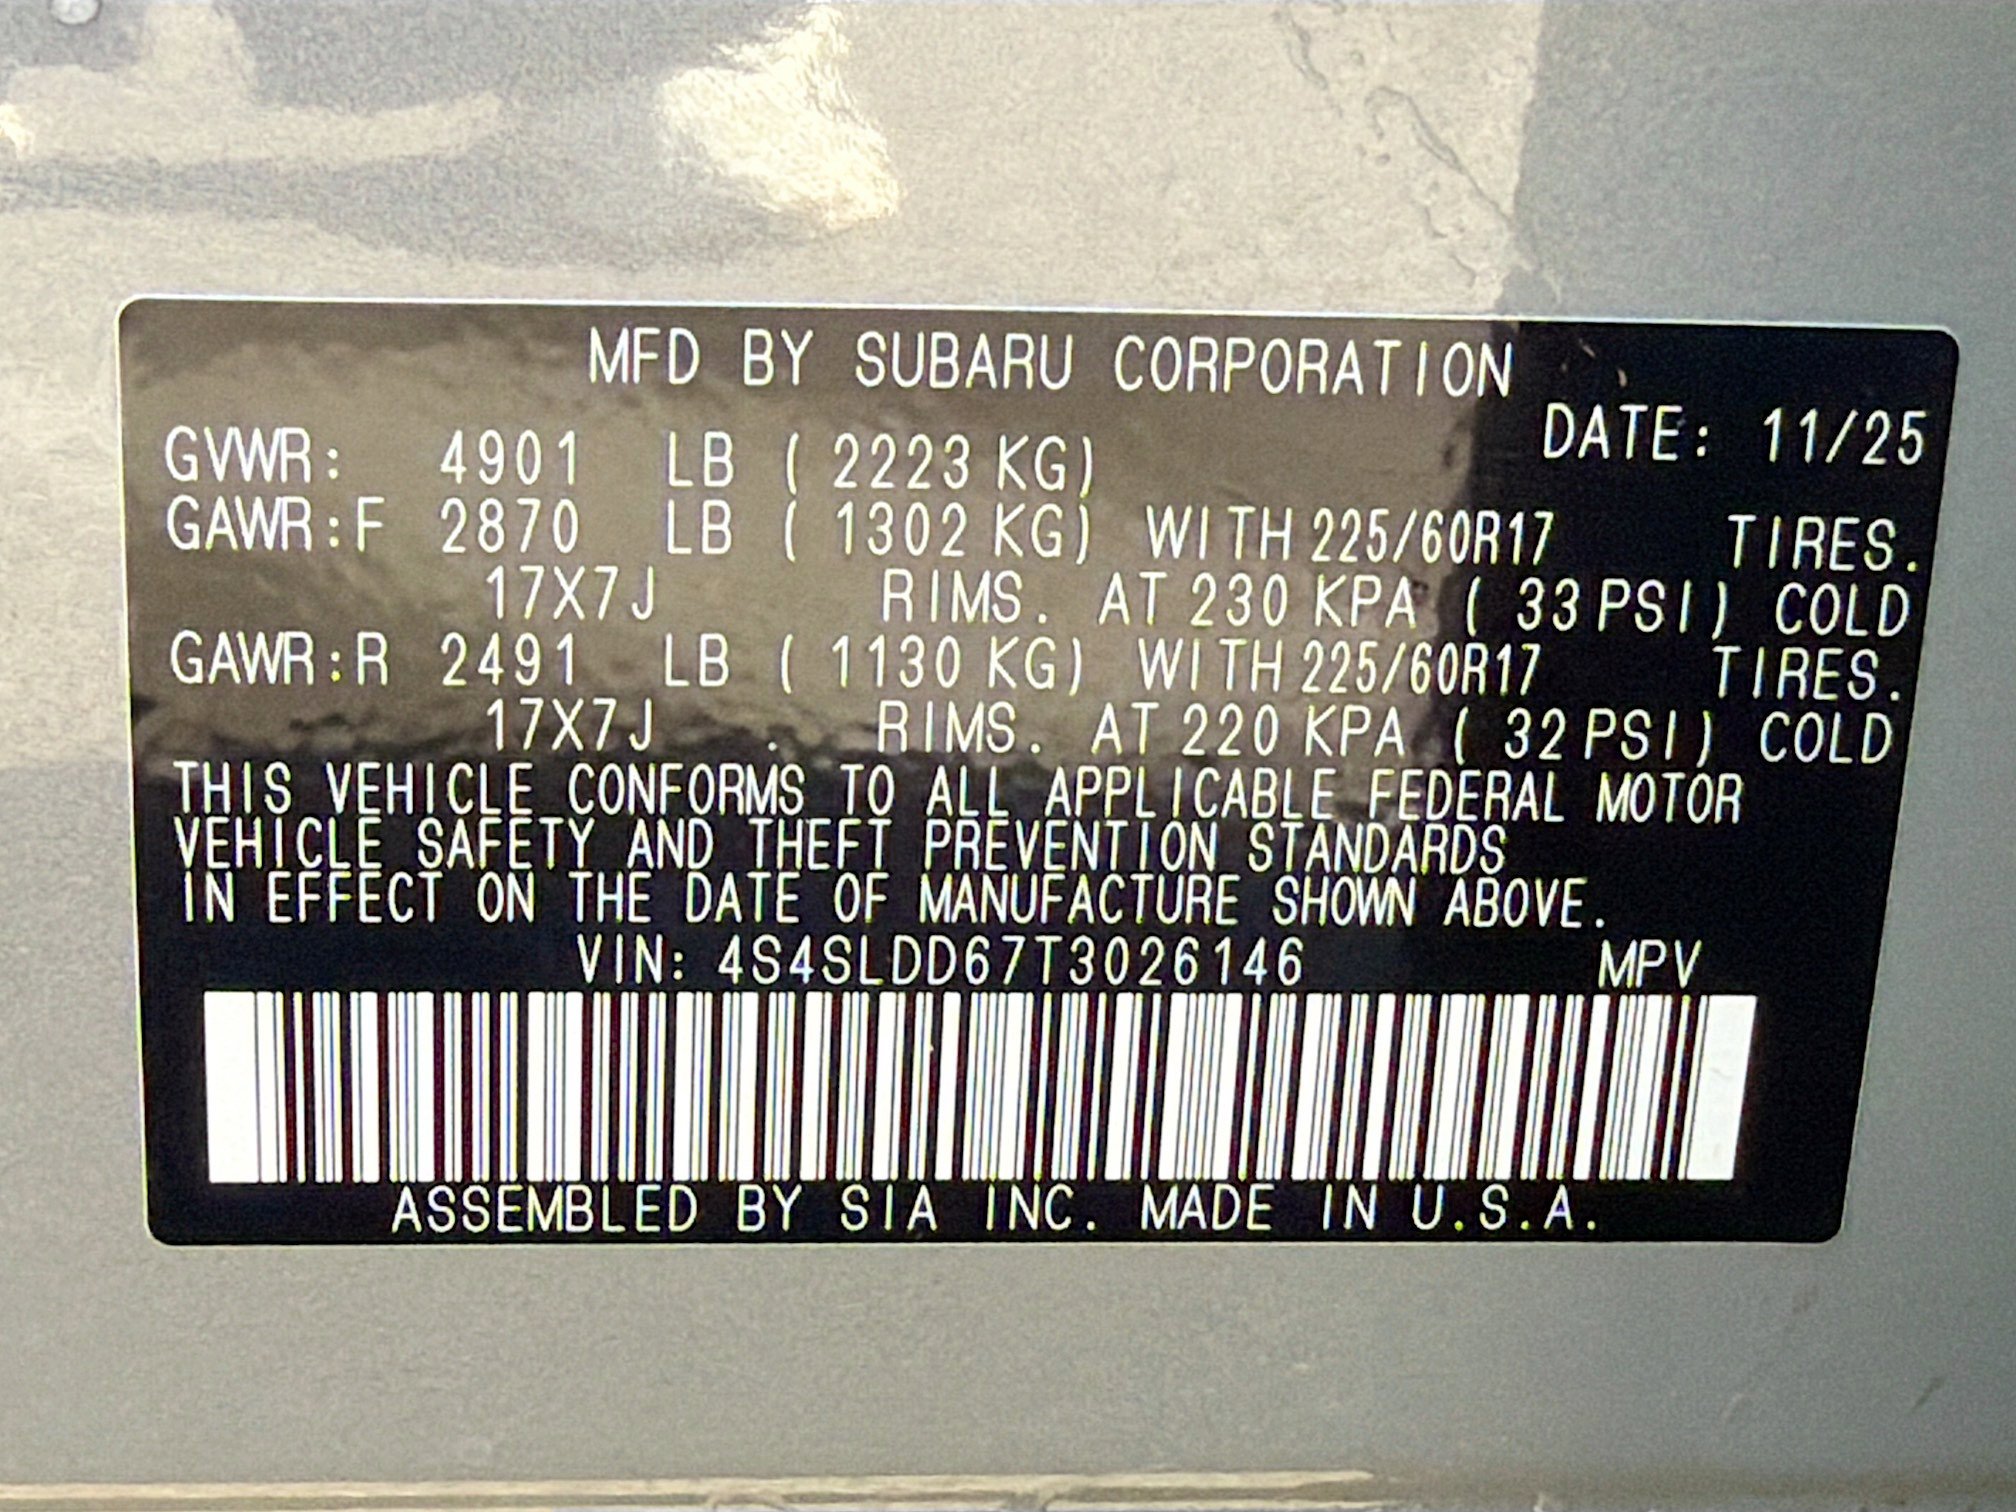 MFD BY SUBARU CORPORATION
DATE: 11/25
GVWR: 4901 LB ( 2223 KG)
GAWR:F 2870 LB ( 1302 KG) WITH 225/60R17 TIRES.
17X7J RIMS. AT 230 KPA ( 33 PSI) COLD
GAWR:R 2491 LB ( 1130 KG) WITH 225/60R17 TIRES.
17X7J . RIMS. AT 220 KPA ( 32 PSI) COLD
THIS VEHICLE CONFORMS TO ALL APPLICABLE FEDERAL MOTOR
VEHICLE SAFETY AND THEFT PREVENTION STANDARDS
IN EFFECT ON THE DATE OF MANUFACTURE SHOWN ABOVE.
VIN: 4S4SLDD67T3026146 MPV
ASSEMBLED BY SIA INC. MADE IN U.S.A.